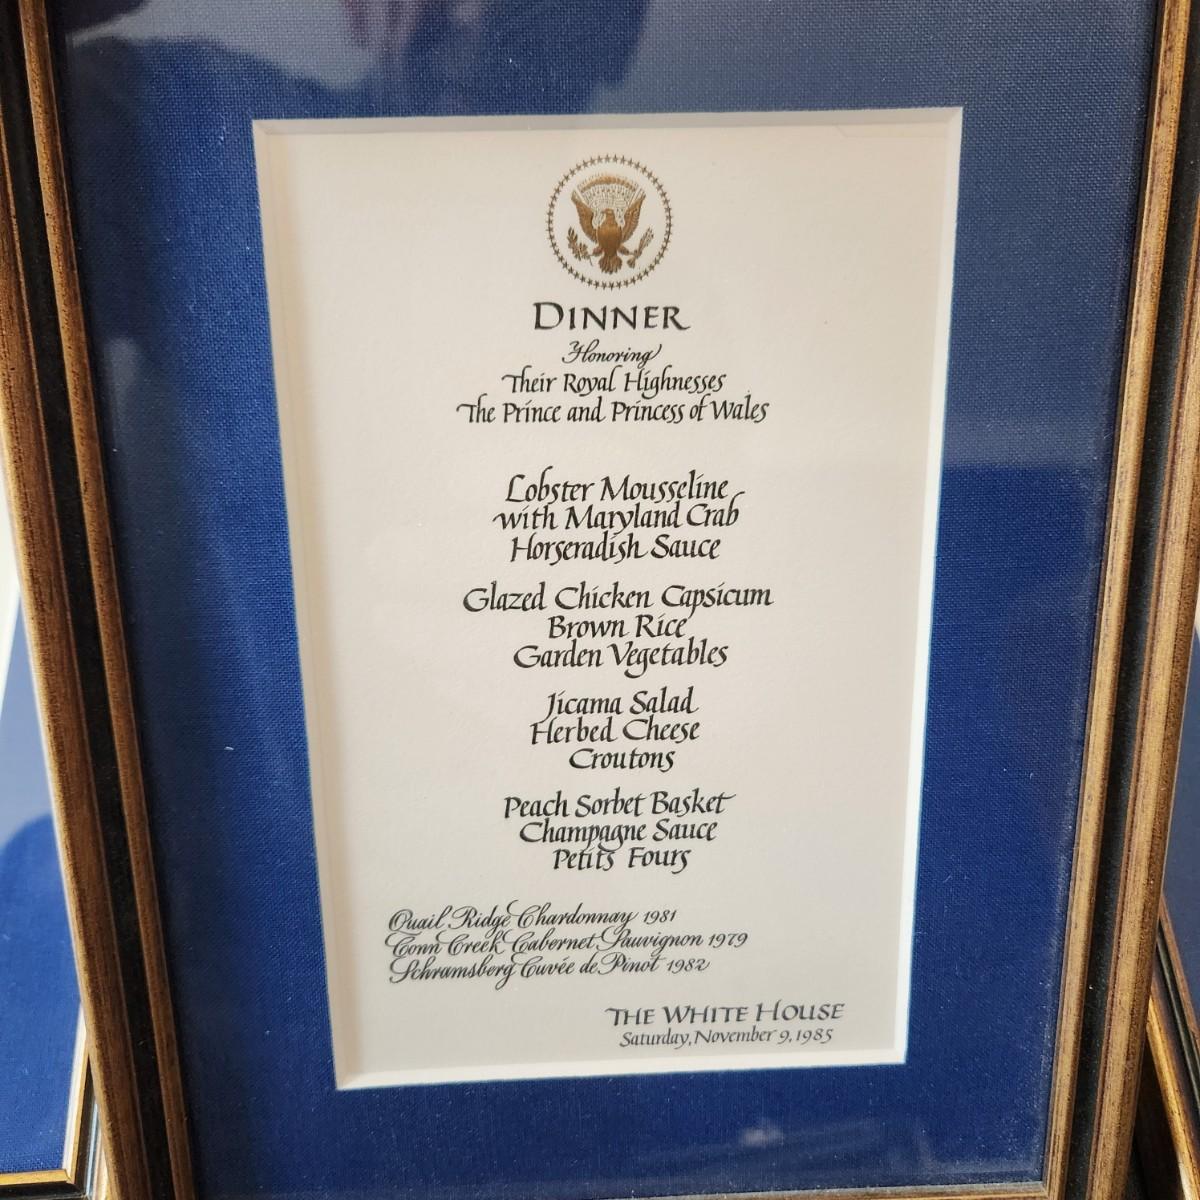 DINNER
Honoring
Their Royal Highnesses
The Prince and Princess of Wales
Lobster Mousseline
with Maryland Crab
Horseradish Sauce
Glazed Chicken Capsicum
Brown Rice
Garden Vegetables
Jicama Salad
Herbed Cheese
Croutons
Peach Sorbet Basket
Champagne Sauce
Petits Fours
Quail Ridge Chardonnay 1981
Conn Creek Cabernet Sauvignon 1979
Schramsberg Cuvée de Pinot 1982
THE WHITE HOUSE
Saturday, November 9, 1985